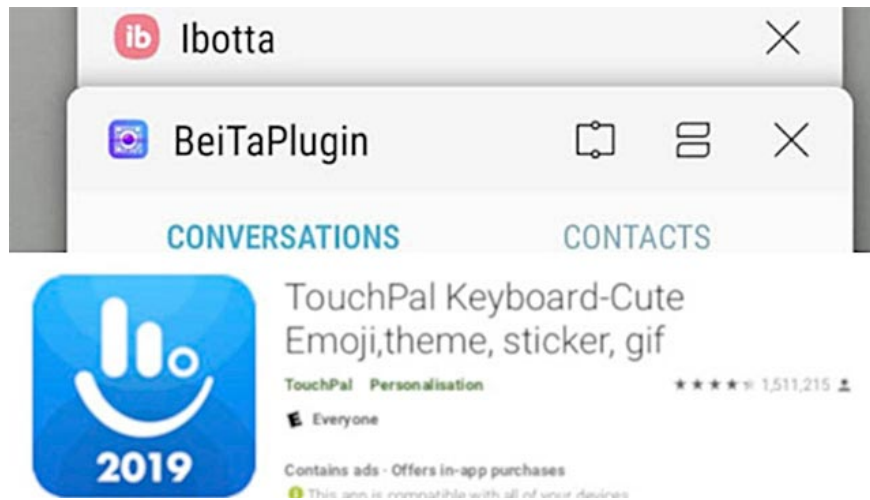 ib Ibotta
BeiTaPlugin
CONVERSATIONS CONTACTS
TouchPal Keyboard-Cute
Emoji,theme, sticker, gif
TouchPal Personalisation 1,511,215
E Everyone
2019
Contains ads · Offers in-app purchases
This app is compatible with all of your devices